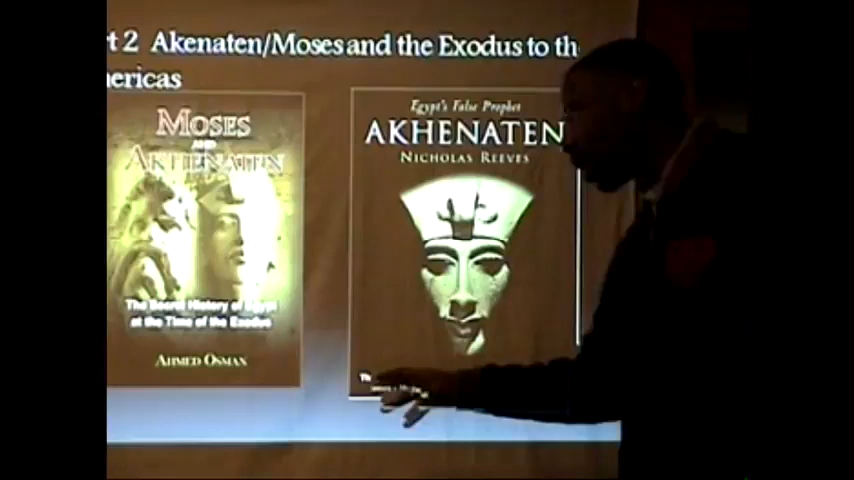 t 2 Akenaten/Moses and the Exodus to th
ericas
MOSES
AND
AKHENATEN
The Secret History of Egypt
at the Time of the Exodus
AHMED OSMAN
Egypt's False Prophet
AKHENATEN
NICHOLAS REEVES
Th